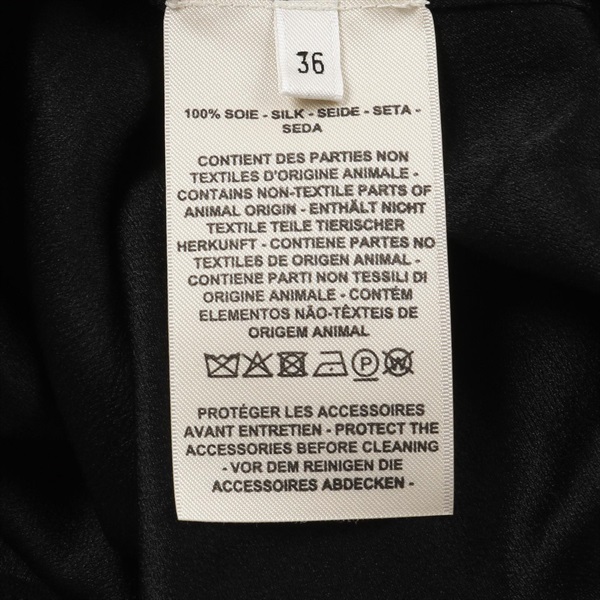 36
100% SOIE - SILK - SEIDE - SETA -
SEDA
CONTIENT DES PARTIES NON
TEXTILES D'ORIGINE ANIMALE -
CONTAINS NON-TEXTILE PARTS OF
ANIMAL ORIGIN - ENTHÄLT NICHT
TEXTILE TEILE TIERISCHER
HERKUNFT - CONTIENE PARTES NO
TEXTILES DE ORIGEN ANIMAL -
CONTIENE PARTI NON TESSILI DI
ORIGINE ANIMALE - CONTÉM
ELEMENTOS NÃO-TÊXTEIS DE
ORIGEM ANIMAL
P W
PROTÉGER LES ACCESSOIRES
AVANT ENTRETIEN - PROTECT THE
ACCESSORIES BEFORE CLEANING
- VOR DEM REINIGEN DIE
ACCESSOIRES ABDECKEN -